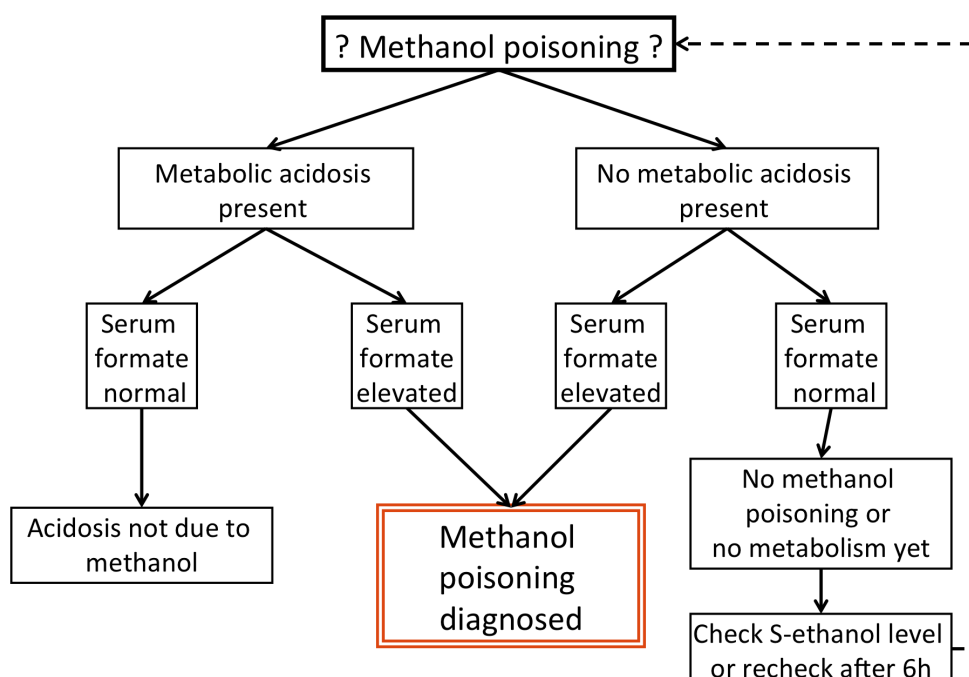 ? Methanol poisoning ?
Metabolic acidosis
present
No metabolic acidosis
present
Serum
formate
normal
Serum
formate
elevated
Serum
formate
elevated
Serum
formate
normal
Acidosis not due to
methanol
Methanol
poisoning
diagnosed
No methanol
poisoning or
no metabolism yet
Check S-ethanol level
or recheck after 6h